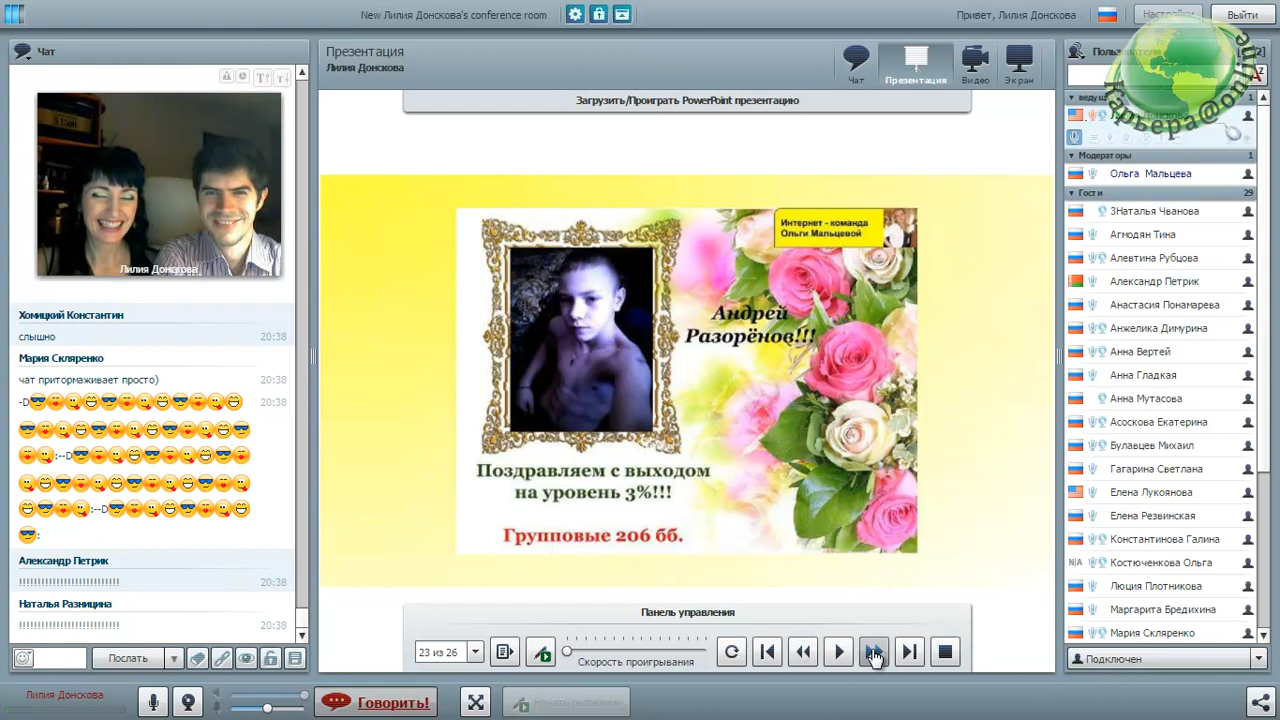 New Лилия Донскова's conference room
Привет, Лилия Донскова
Настройки
Выйти
Чат
Лилия Донскова
Хомицкий Константин
слышно
20:38
Мария Скляренко
чат притормаживает просто)
20:38
-D
20:38
:--D
:--D
:
Александр Петрик
!!!!!!!!!!!!!!!!!!!!!!!!!!
20:38
Наталья Разницина
!!!!!!!!!!!!!!!!!!!!!!!!!!
20:38
Послать
Презентация
Лилия Донскова
Чат
Презентация
Видео
Экран
Загрузить/Проиграть PowerPoint презентацию
Интернет - команда
Ольги Мальцевой
Андрей
Разорёнов!!!
Поздравляем с выходом
на уровень 3%!!!
Групповые 206 бб.
Панель управления
23 из 26
Скорость проигрывания
карьера@online
Модераторы
1
Ольга Мальцева
Гости
29
ЗНаталья Чванова
Агмодян Тина
Алевтина Рубцова
Александр Петрик
Анастасия Понамарева
Анжелика Димурина
Анна Вертей
Анна Гладкая
Анна Мутасова
Асоскова Екатерина
Булавцев Михаил
Гагарина Светлана
Елена Лукоянова
Елена Резвинская
Константинова Галина
N/A
Костюченкова Ольга
Люция Плотникова
Маргарита Бредихина
Мария Скляренко
Подключен
Лилия Донскова
Говорить!